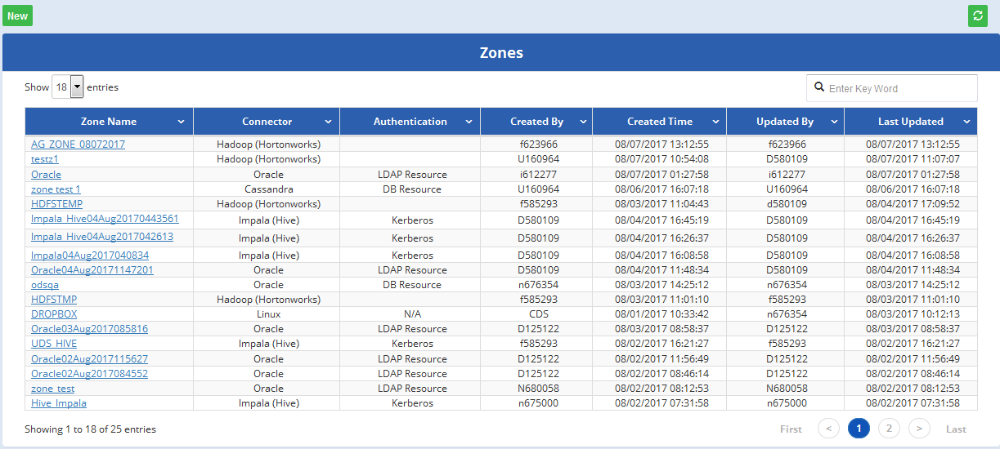 New
Zones
Show 18 entries
Enter Key Word
Zone Name Connector Authentication Created By Created Time Updated By Last Updated
AG_ZONE_08072017 Hadoop (Hortonworks) f623966 08/07/2017 13:12:55 f623966 08/07/2017 13:12:55
testz1 Hadoop (Hortonworks) U160964 08/07/2017 10:54:08 D580109 08/07/2017 11:07:07
Oracle Oracle LDAP Resource i612277 08/07/2017 01:27:58 i612277 08/07/2017 01:27:58
zone test 1 Cassandra DB Resource U160964 08/06/2017 16:07:18 U160964 08/06/2017 16:07:18
HDFSTEMP Hadoop (Hortonworks) f585293 08/03/2017 11:04:43 d580109 08/04/2017 17:09:52
Impala_Hive04Aug20170443561 Impala (Hive) Kerberos D580109 08/04/2017 16:45:19 D580109 08/04/2017 16:45:19
Impala_Hive04Aug2017042613 Impala (Hive) Kerberos D580109 08/04/2017 16:26:37 D580109 08/04/2017 16:26:37
Impala04Aug2017040834 Impala (Hive) Kerberos D580109 08/04/2017 16:08:58 D580109 08/04/2017 16:08:58
Oracle04Aug20171147201 Oracle LDAP Resource D580109 08/04/2017 11:48:34 D580109 08/04/2017 11:48:34
odsqa Oracle DB Resource n676354 08/03/2017 14:25:12 n676354 08/03/2017 14:25:12
HDFSTMP Hadoop (Hortonworks) f585293 08/03/2017 11:01:10 f585293 08/03/2017 11:01:10
DROPBOX Linux N/A CDS 08/01/2017 10:33:42 n676354 08/03/2017 10:12:13
Oracle03Aug2017085816 Oracle LDAP Resource D125122 08/03/2017 08:58:37 D125122 08/03/2017 08:58:37
UDS_HIVE Impala (Hive) Kerberos f585293 08/02/2017 16:21:27 f585293 08/02/2017 16:21:27
Oracle02Aug2017115627 Oracle LDAP Resource D125122 08/02/2017 11:56:49 D125122 08/02/2017 11:56:49
Oracle02Aug2017084552 Oracle LDAP Resource D125122 08/02/2017 08:46:14 D125122 08/02/2017 08:46:14
zone_test Oracle LDAP Resource N680058 08/02/2017 08:12:53 N680058 08/02/2017 08:12:53
Hive_Impala Impala (Hive) Kerberos n675000 08/02/2017 07:31:58 n675000 08/02/2017 07:31:58
Showing 1 to 18 of 25 entries First < 1 2 > Last